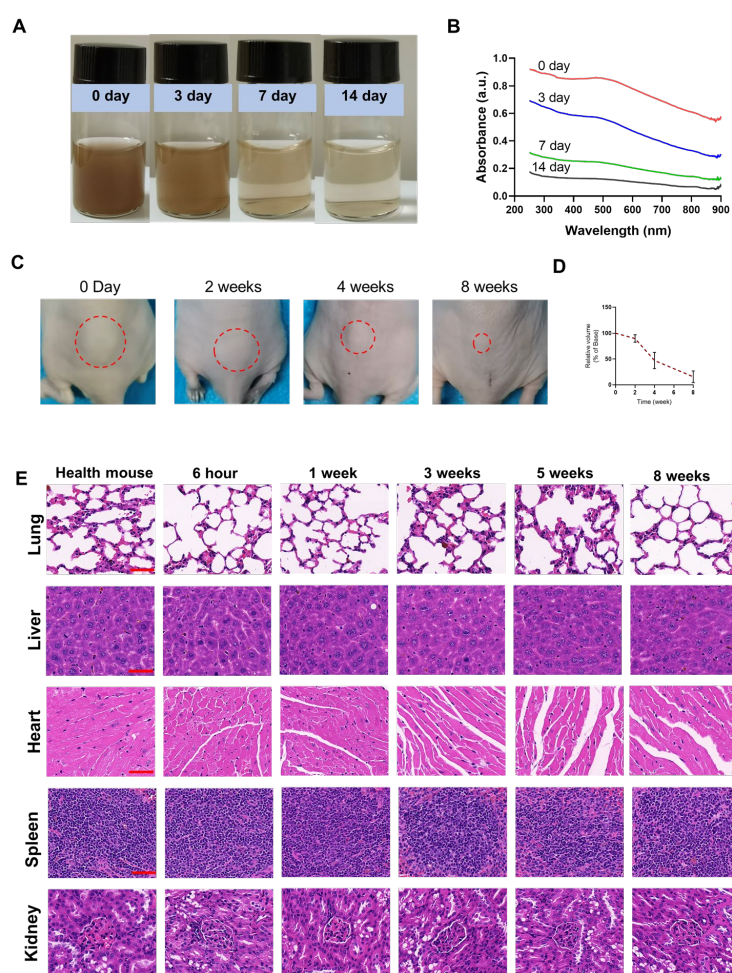 A
0 day
3 day
7 day
14 day
B
Absorbance (a.u.)
1.0
0.8
0.6
0.4
0.2
0.0
0 day
3 day
7 day
14 day
200 300 400 500 600 700 800 900
Wavelength (nm)
C
0 Day
2 weeks
4 weeks
8 weeks
D
Relative volume
(% of Base)
150
100
50
0
0 2 4 6 8
Time (week)
E
Health mouse
6 hour
1 week
3 weeks
5 weeks
8 weeks
Lung
Liver
Heart
Spleen
Kidney